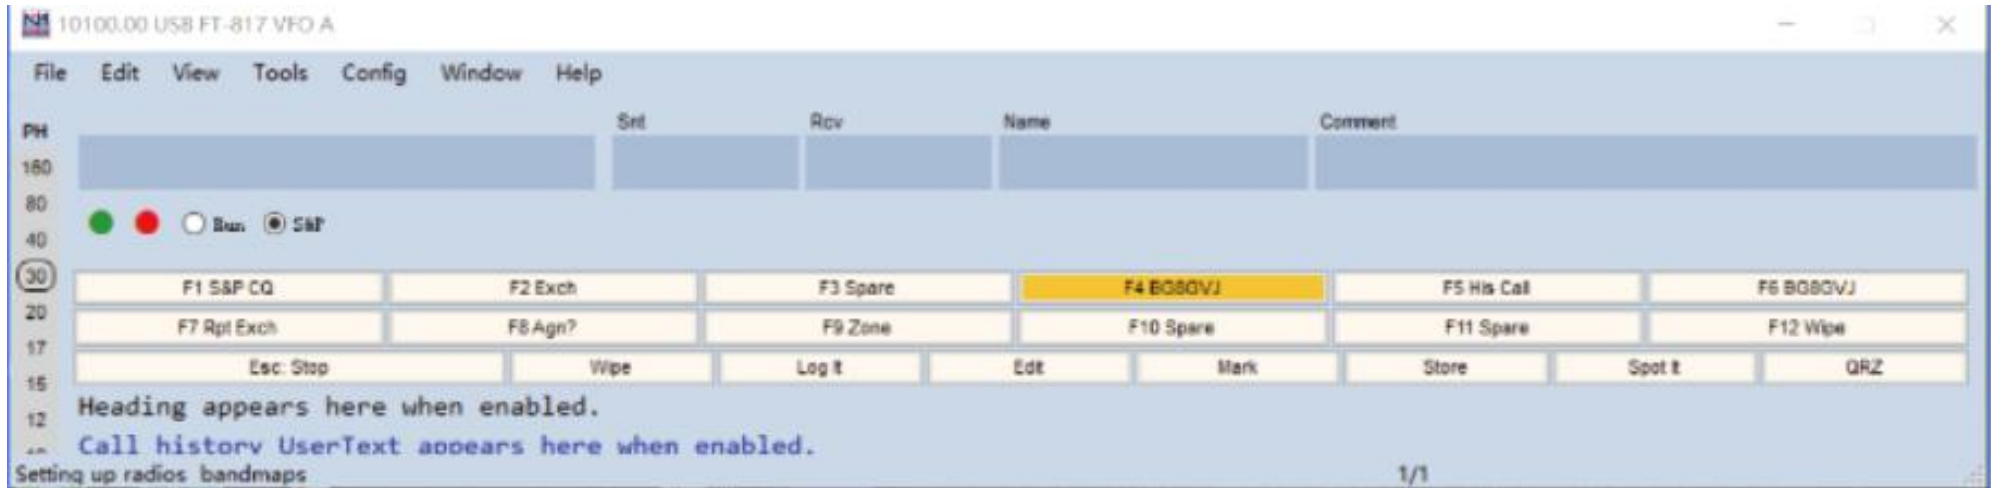 10100.00 USB FT-817 VFO A
File Edit View Tools Config Window Help
PH Snt Rcv Name Comment
160
80
Run S&P
40
30
F1 S&P CQ F2 Exch F3 Spare F4 BG8GVJ F5 His Call F6 BG8GVJ
20
F7 Rpt Exch F8 Agn? F9 Zone F10 Spare F11 Spare F12 Wipe
17
Esc: Stop Wipe Log It Edit Mark Store Spot It QRZ
15
Heading appears here when enabled.
12
Call history UserText appears here when enabled.
Setting up radios bandmaps 1/1